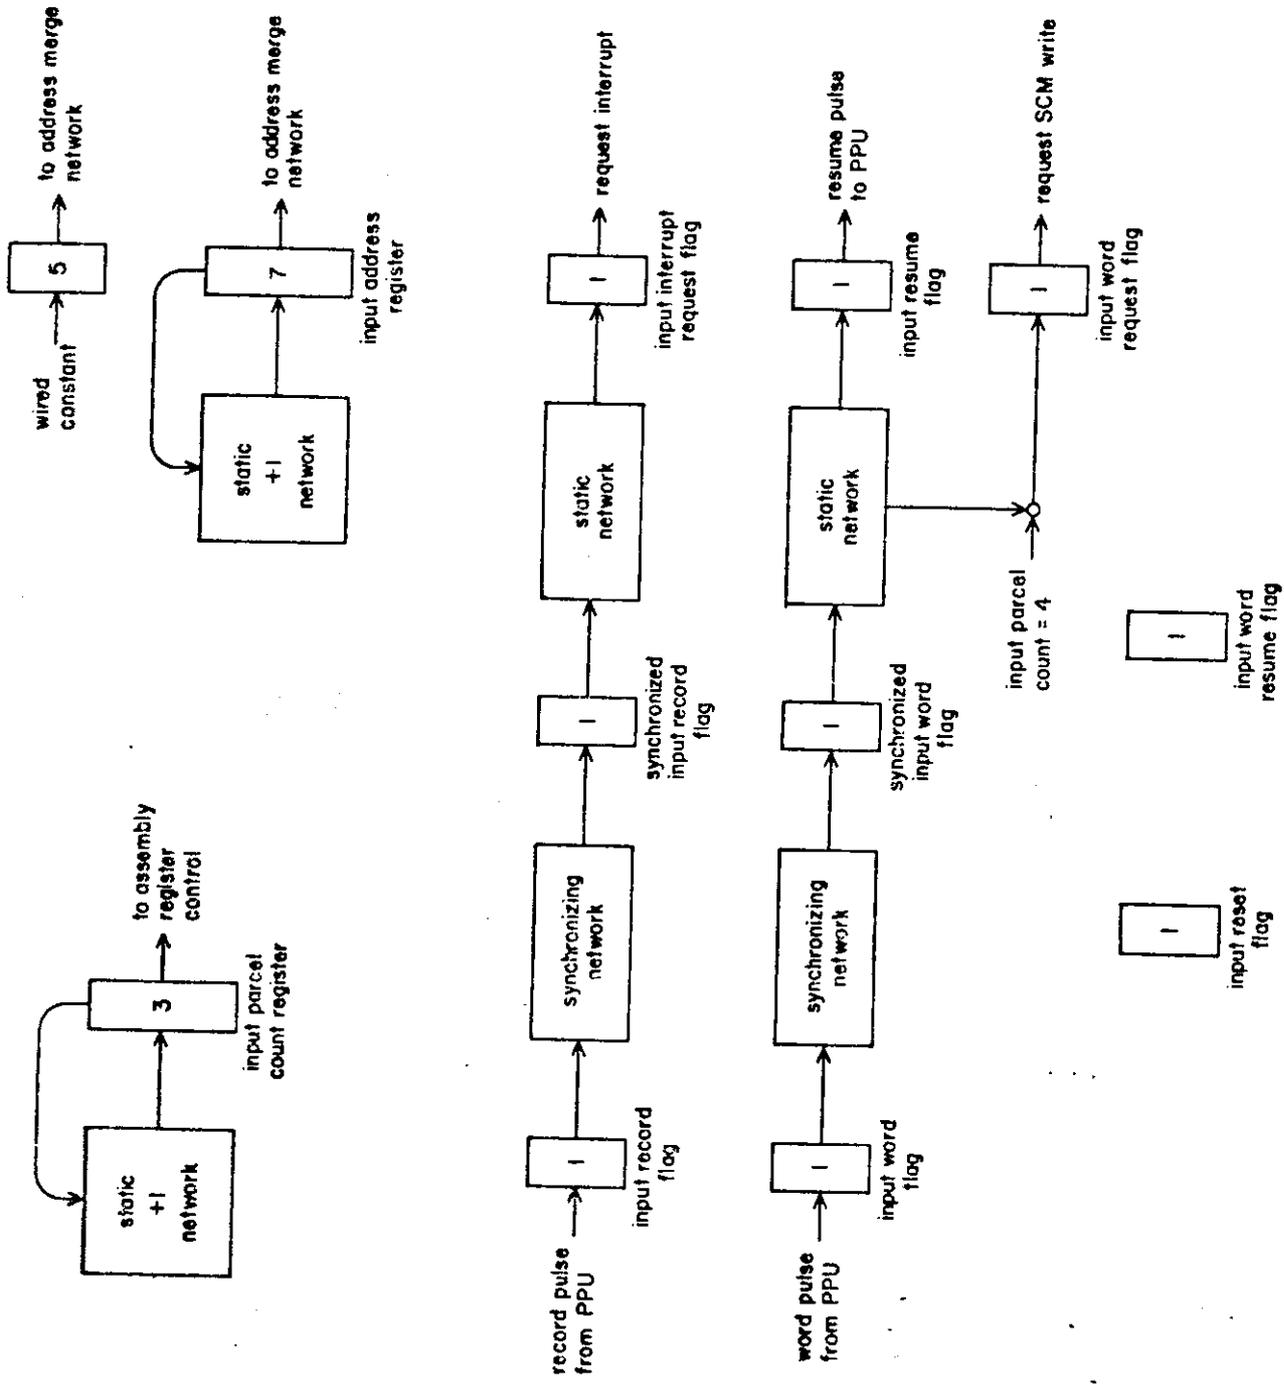 static
+1
network
3
input parcel
count register
to assembly
register
control
wired
constant
5
to address merge
network
static
+1
network
7
input address
register
to address merge
network
record pulse
from PPU
1
input record
flag
synchronizing
network
1
synchronized
input record
flag
static
network
1
input interrupt
request flag
request interrupt
word pulse
from PPU
1
input word
flag
synchronizing
network
1
synchronized
input word
flag
static
network
1
input resume
flag
resume pulse
to PPU
input parcel
count = 4
1
input word
request flag
request SCM write
1
input reset
flag
1
input word
resume flag